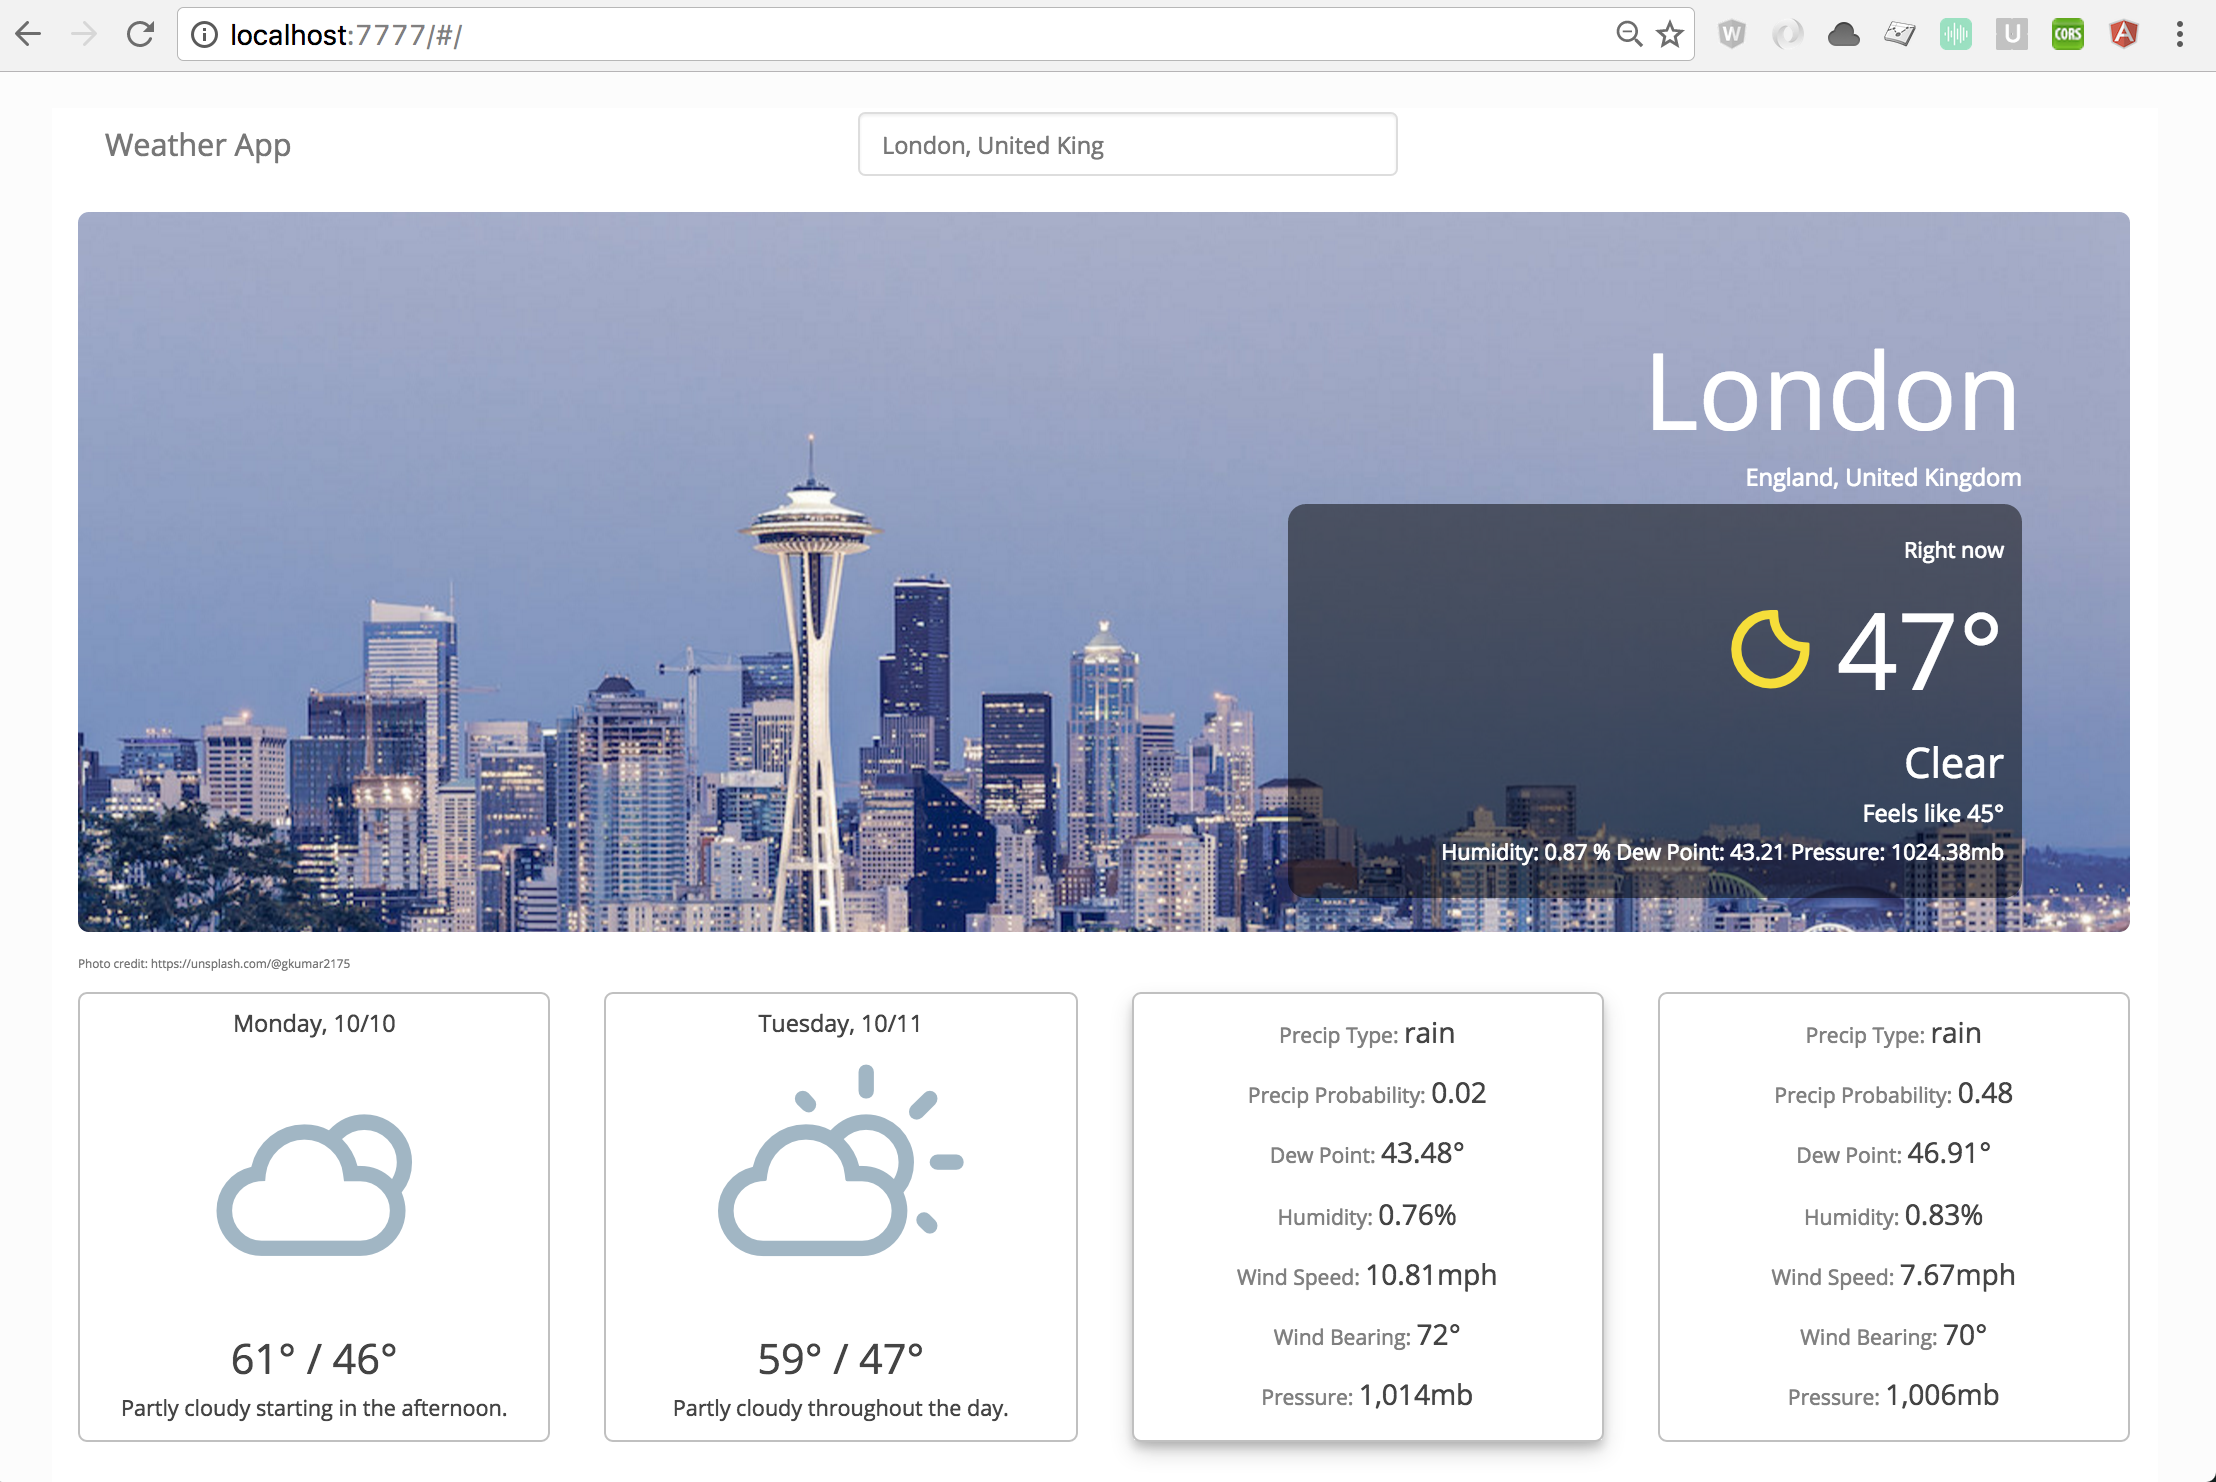 localhost:7777/#/
W
U
CORS
A
Weather App
London, United King
London
England, United Kingdom
Right now
47°
Clear
Feels like 45°
Humidity: 0.87 % Dew Point: 43.21 Pressure: 1024.38mb
Photo credit: https://unsplash.com/@gkumar2175
Monday, 10/10
61° / 46°
Partly cloudy starting in the afternoon.
Tuesday, 10/11
59° / 47°
Partly cloudy throughout the day.
Precip Type: rain
Precip Probability: 0.02
Dew Point: 43.48°
Humidity: 0.76%
Wind Speed: 10.81mph
Wind Bearing: 72°
Pressure: 1,014mb
Precip Type: rain
Precip Probability: 0.48
Dew Point: 46.91°
Humidity: 0.83%
Wind Speed: 7.67mph
Wind Bearing: 70°
Pressure: 1,006mb